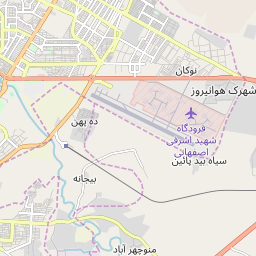 نوکان
شهرک هوانیروز
فرودگاه
شهید اشرفی
اصفهانی
ده پهن
سیاه بید پائین
بیجانه
منوچهر آباد